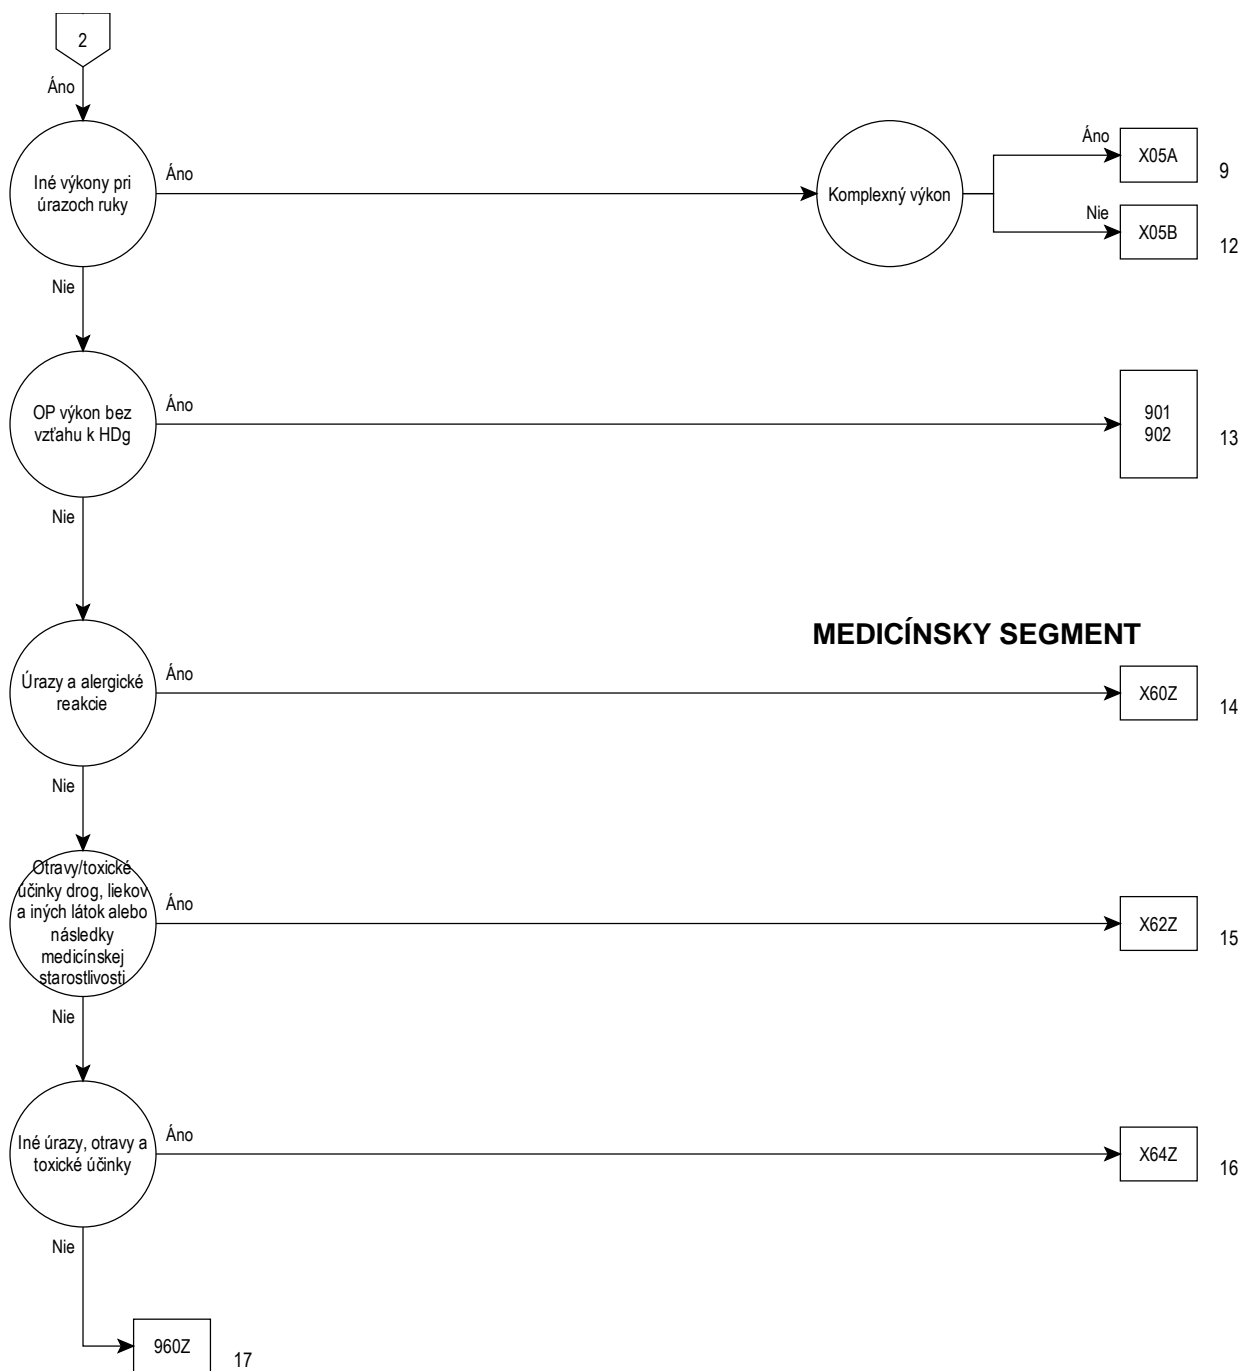 2
Áno
Iné výkony pri
úrazoch ruky
Áno
Komplexný výkon
Áno
X05A
9
Nie
X05B
12
Nie
OP výkon bez
vzťahu k HDg
Áno
901
902
13
Nie
MEDICÍNSKY SEGMENT
Úrazy a alergické
reakcie
Áno
X60Z
14
Nie
Otravy/toxické
účinky drog, liekov
a iných látok alebo
následky
medicínskej
starostlivosti
Áno
X62Z
15
Nie
Iné úrazy, otravy a
toxické účinky
Áno
X64Z
16
Nie
960Z
17